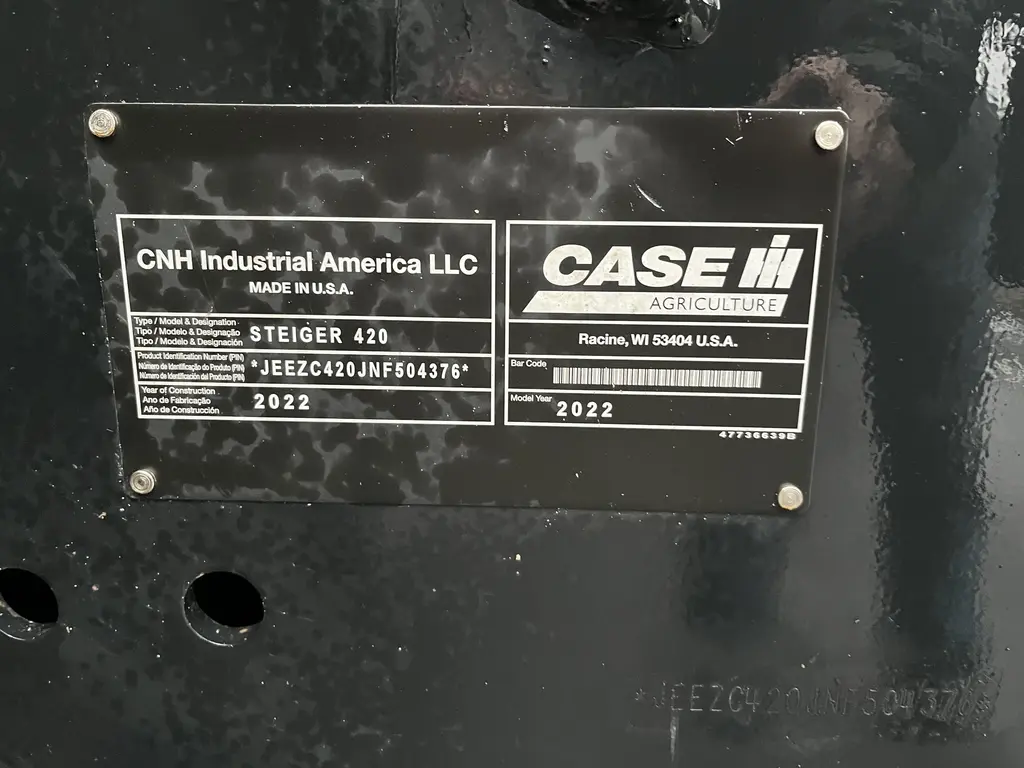 CNH Industrial America LLC
MADE IN U.S.A.
Type / Model & Designation
Tipo / Modelo & Designação
Tipo / Modelo & Designación
STEIGER 420
Product Identification Number (PIN)
Número de Identificação do Produto (PIN)
Número de Identificación del Producto (PIN)
*JEEZC420JNF504376*
Year of Construction
Ano de Fabricação
Año de Construcción
2022
CASE IH
AGRICULTURE
Racine, WI 53404 U.S.A.
Bar Code
Model Year
2022
47736639B
*JEEZC420JNF504376*